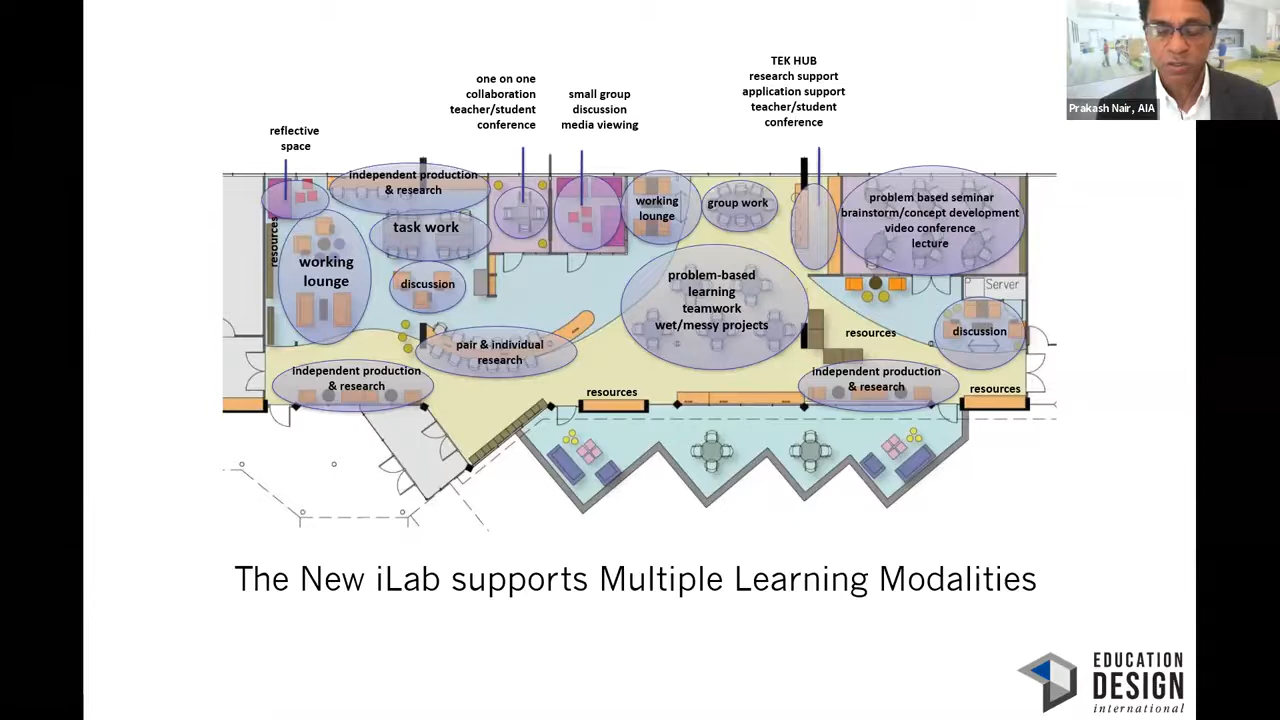 Prakash Nair, AIA
TEK HUB
research support
application support
teacher/student
conference
one on one
collaboration
teacher/student
conference
small group
discussion
media viewing
reflective
space
independent production
& research
working
lounge
group work
problem based seminar
brainstorm/concept development
video conference
lecture
resources
task work
working
lounge
discussion
problem-based
learning
teamwork
wet/messy projects
Server
resources
discussion
pair & individual
research
independent production
& research
independent production
& research
resources
resources
The New iLab supports Multiple Learning Modalities
EDUCATION
DESIGN
international